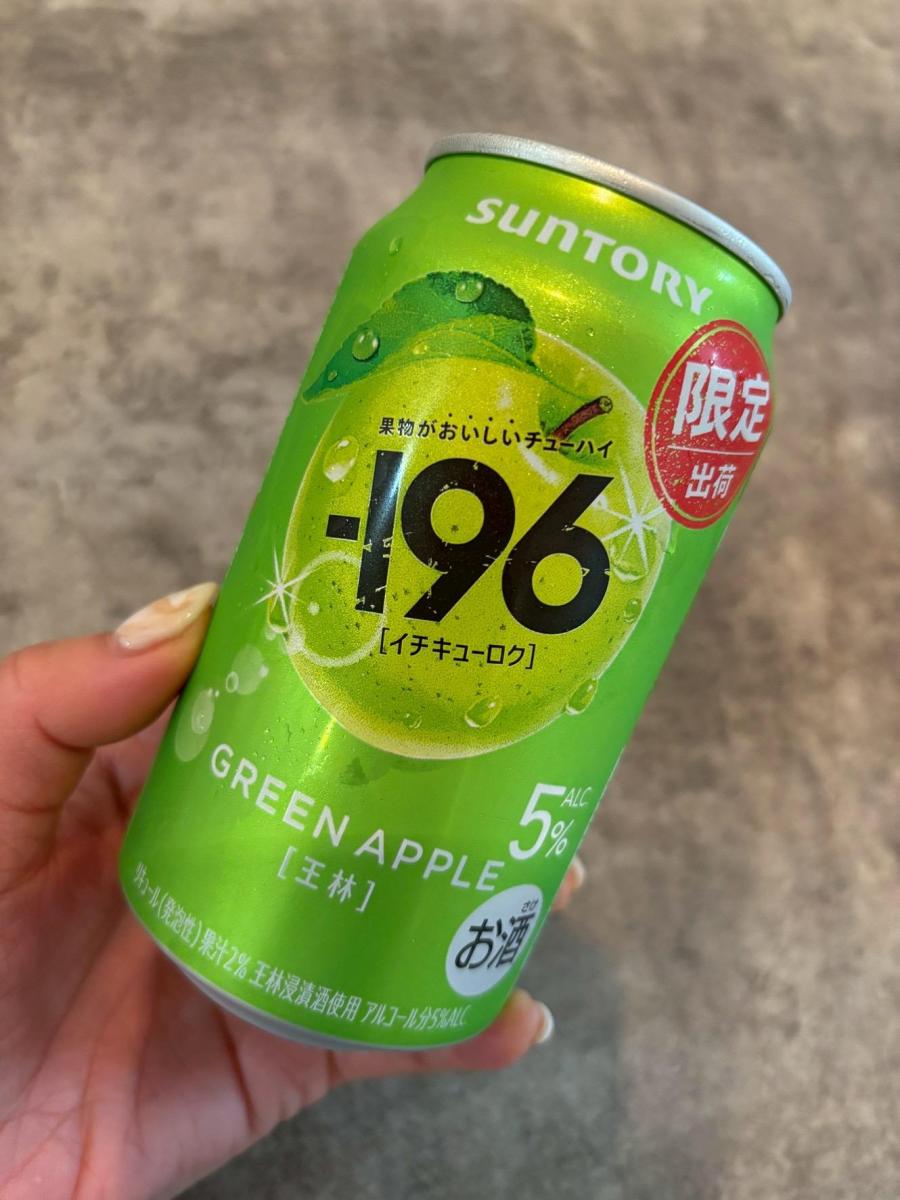 SUNTORY
限定
出荷
果物がおいしいチューハイ
-196
[イチキューロク]
GREEN APPLE
[王林]
5%
ALC
さけ
お酒
リキュール(発泡性) 果汁2% 王林浸漬酒使用 アルコール分5%ALC